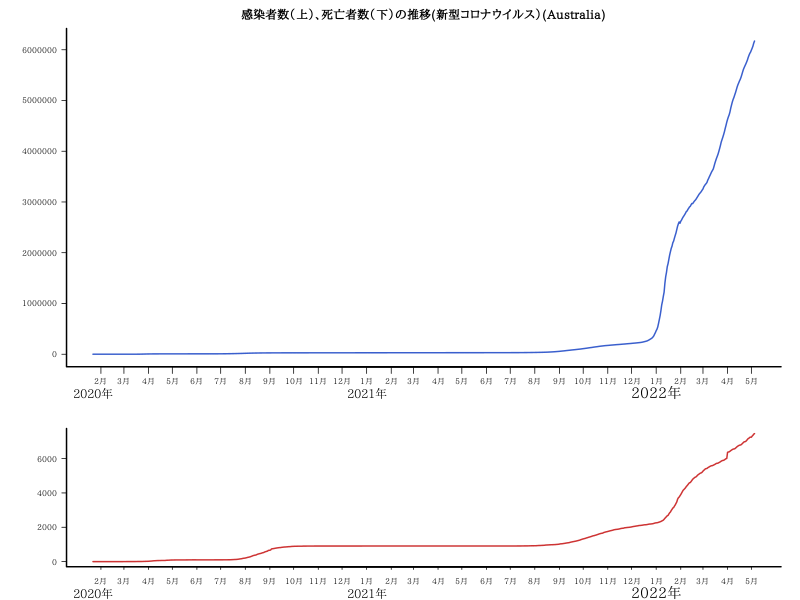 感染者数（上）、死亡者数（下）の推移(新型コロナウイルス）(Australia)
6000000
5000000
4000000
3000000
2000000
1000000
0
2月 3月 4月 5月 6月 7月 8月 9月 10月 11月 12月 1月 2月 3月 4月 5月 6月 7月 8月 9月 10月 11月 12月 1月 2月 3月 4月 5月
2020年 2021年 2022年
6000
4000
2000
0
2月 3月 4月 5月 6月 7月 8月 9月 10月 11月 12月 1月 2月 3月 4月 5月 6月 7月 8月 9月 10月 11月 12月 1月 2月 3月 4月 5月
2020年 2021年 2022年